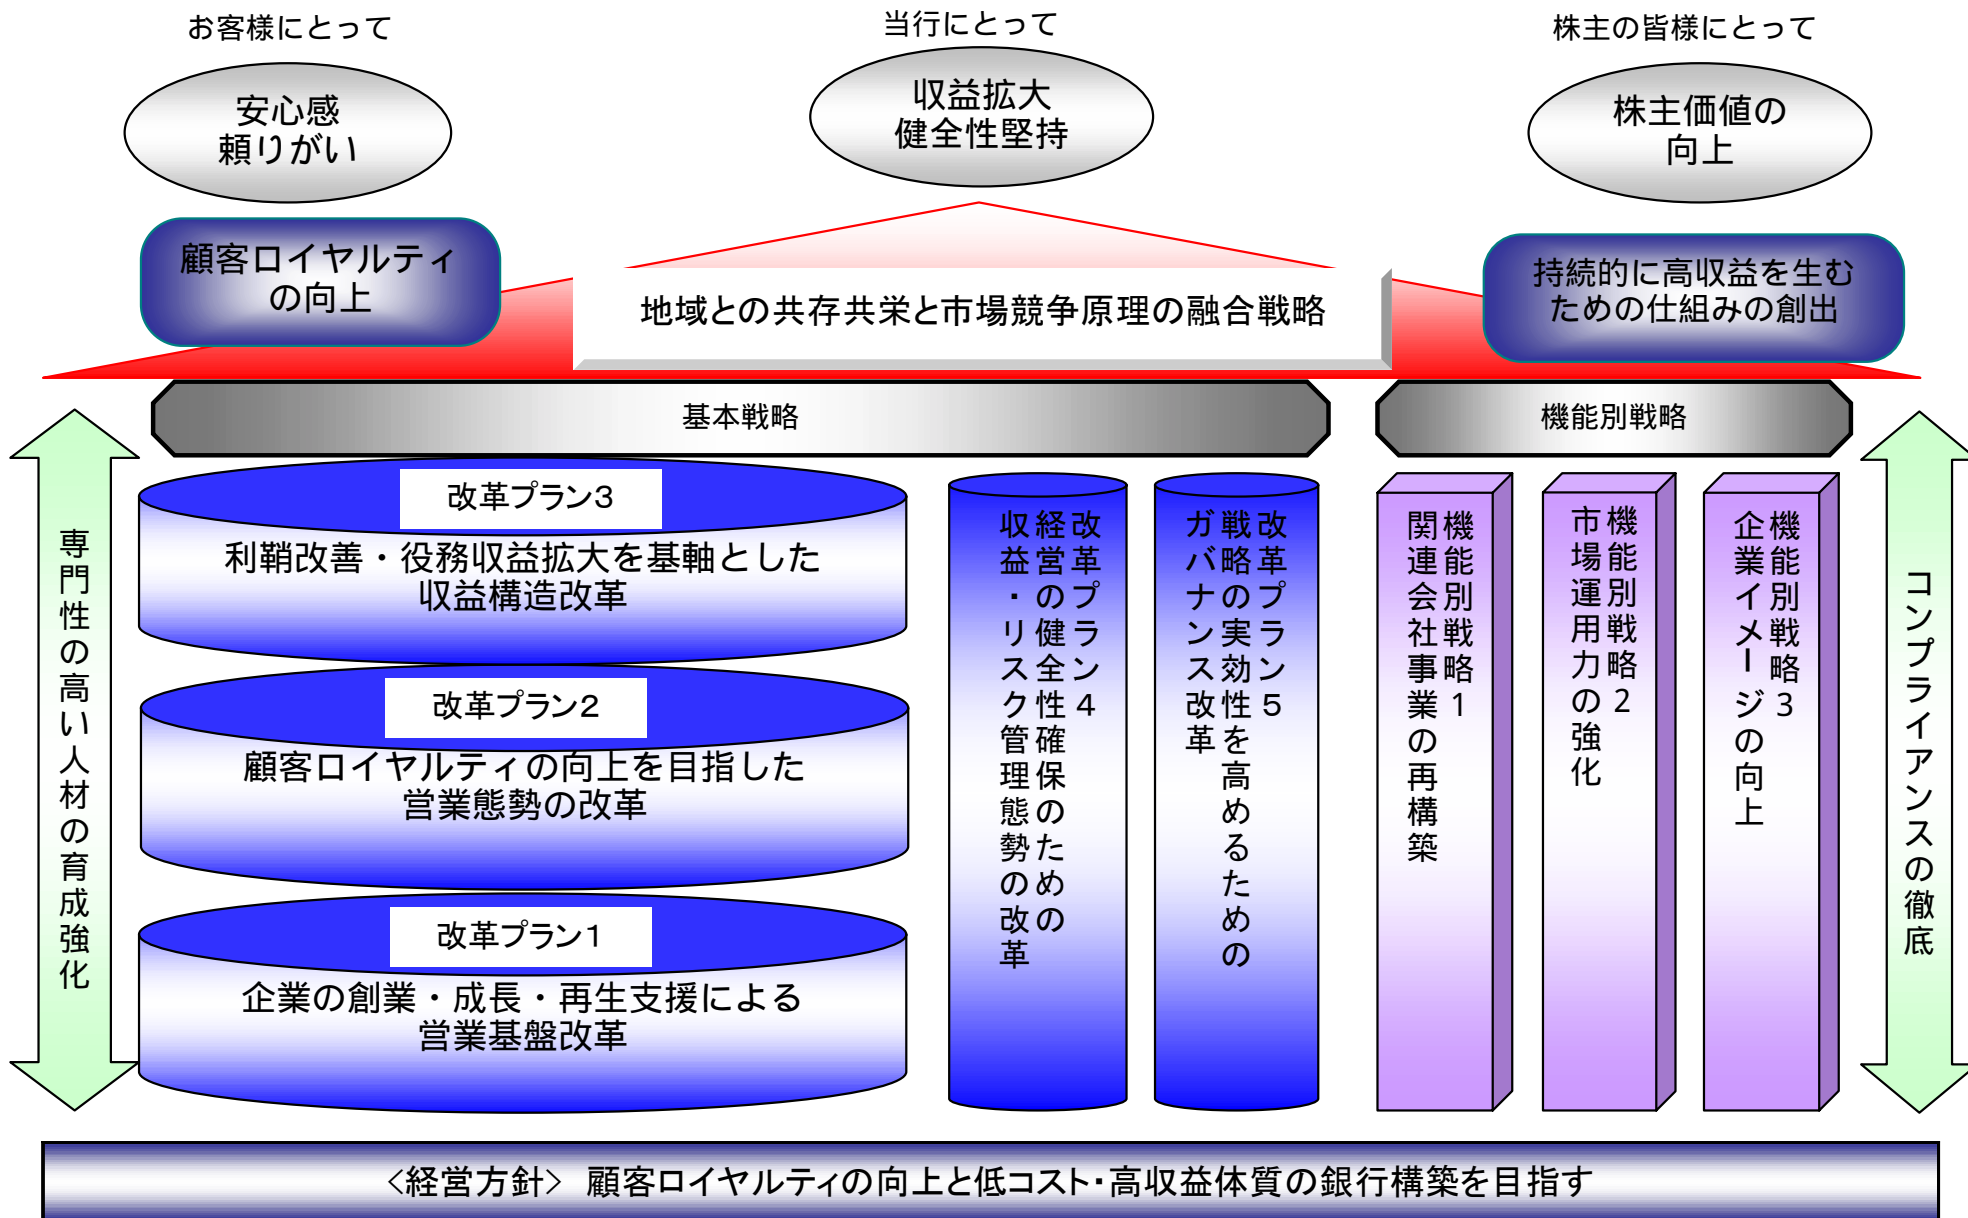 お客様にとって
当行にとって
株主の皆様にとって
安心感
頼りがい
収益拡大
健全性堅持
株主価値の
向上
顧客ロイヤルティ
の向上
地域との共存共栄と市場競争原理の融合戦略
持続的に高収益を生む
ための仕組みの創出
基本戦略
機能別戦略
専門性の高い人材の育成強化
改革プラン3
利鞘改善・役務収益拡大を基軸とした
収益構造改革
改革プラン2
顧客ロイヤルティの向上を目指した
営業態勢の改革
改革プラン1
企業の創業・成長・再生支援による
営業基盤改革
改革プラン4
経営の健全性確保のための
収益・リスク管理態勢の改革
改革プラン5
戦略の実効性を高めるための
ガバナンス改革
機能別戦略1
関連会社事業の再構築
機能別戦略2
市場運用力の強化
機能別戦略3
企業イメージの向上
コンプライアンスの徹底
<経営方針> 顧客ロイヤルティの向上と低コスト・高収益体質の銀行構築を目指す